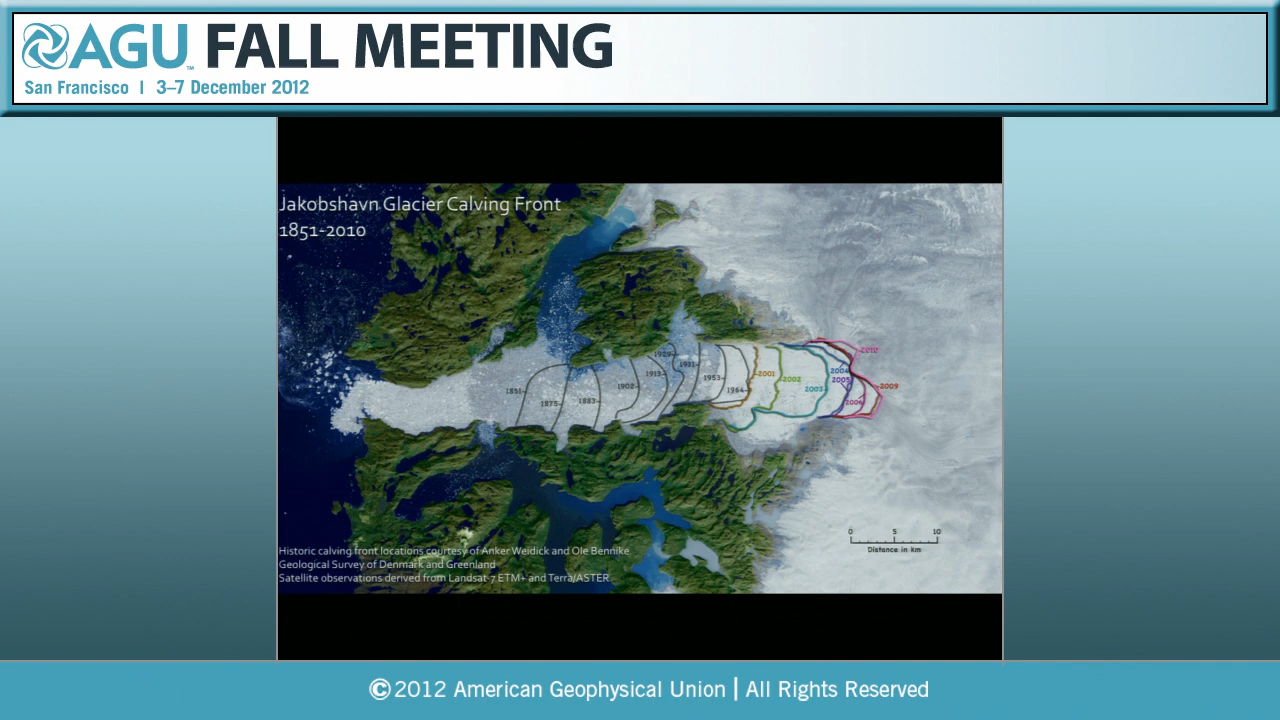 AGU™ FALL MEETING
San Francisco | 3–7 December 2012
Jakobshavn Glacier Calving Front
1851-2010
1851
1875
1883
1902
1913
1929
1931
1953
1964
2001
2002
2003
2004
2005
2006
2009
2010
0 5 10
Distance in km
Historic calving front locations courtesy of Anker Weidick and Ole Bennike
Geological Survey of Denmark and Greenland
Satellite observations derived from Landsat-7 ETM+ and Terra/ASTER
©2012 American Geophysical Union | All Rights Reserved